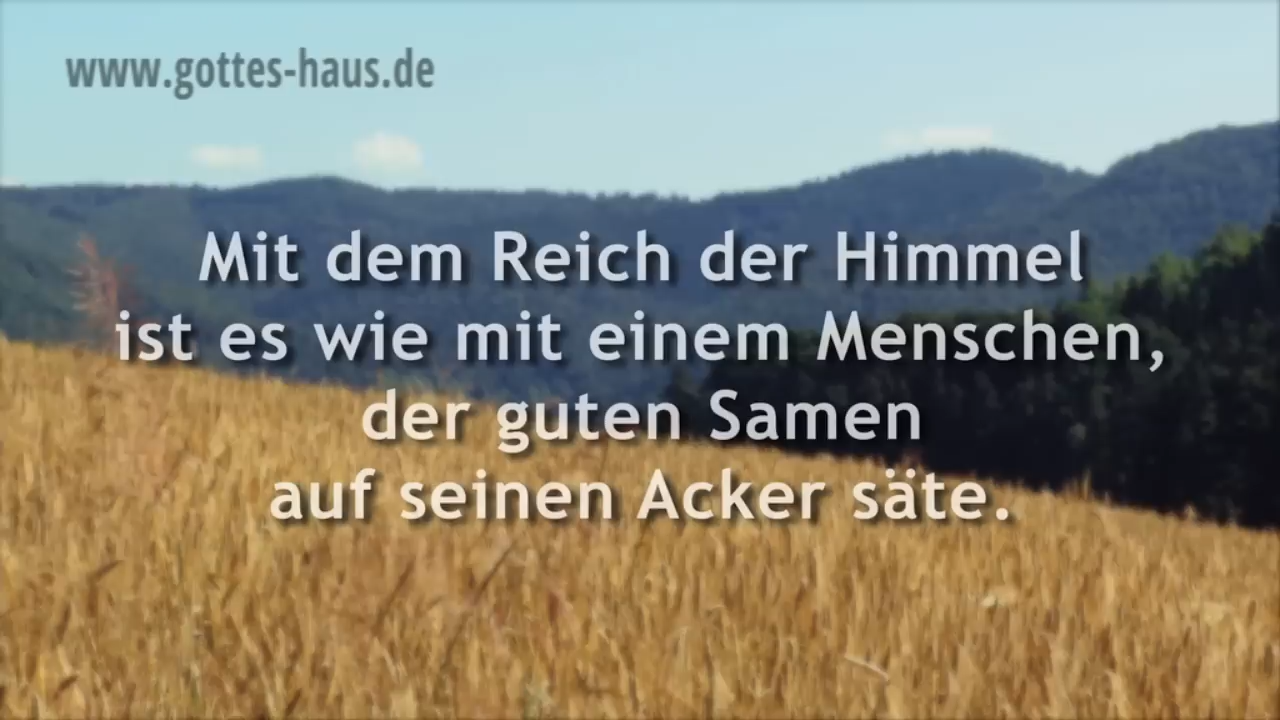 www.gottes-haus.de
Mit dem Reich der Himmel
ist es wie mit einem Menschen,
der guten Samen
auf seinen Acker säte.